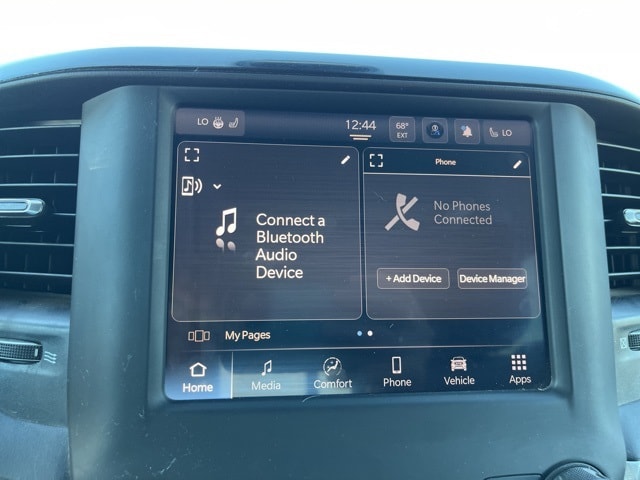 LO
12:44
68°
EXT
LO
Phone
Connect a
Bluetooth
Audio
Device
No Phones
Connected
+ Add Device
Device Manager
My Pages
Home
Media
Comfort
Phone
Vehicle
Apps